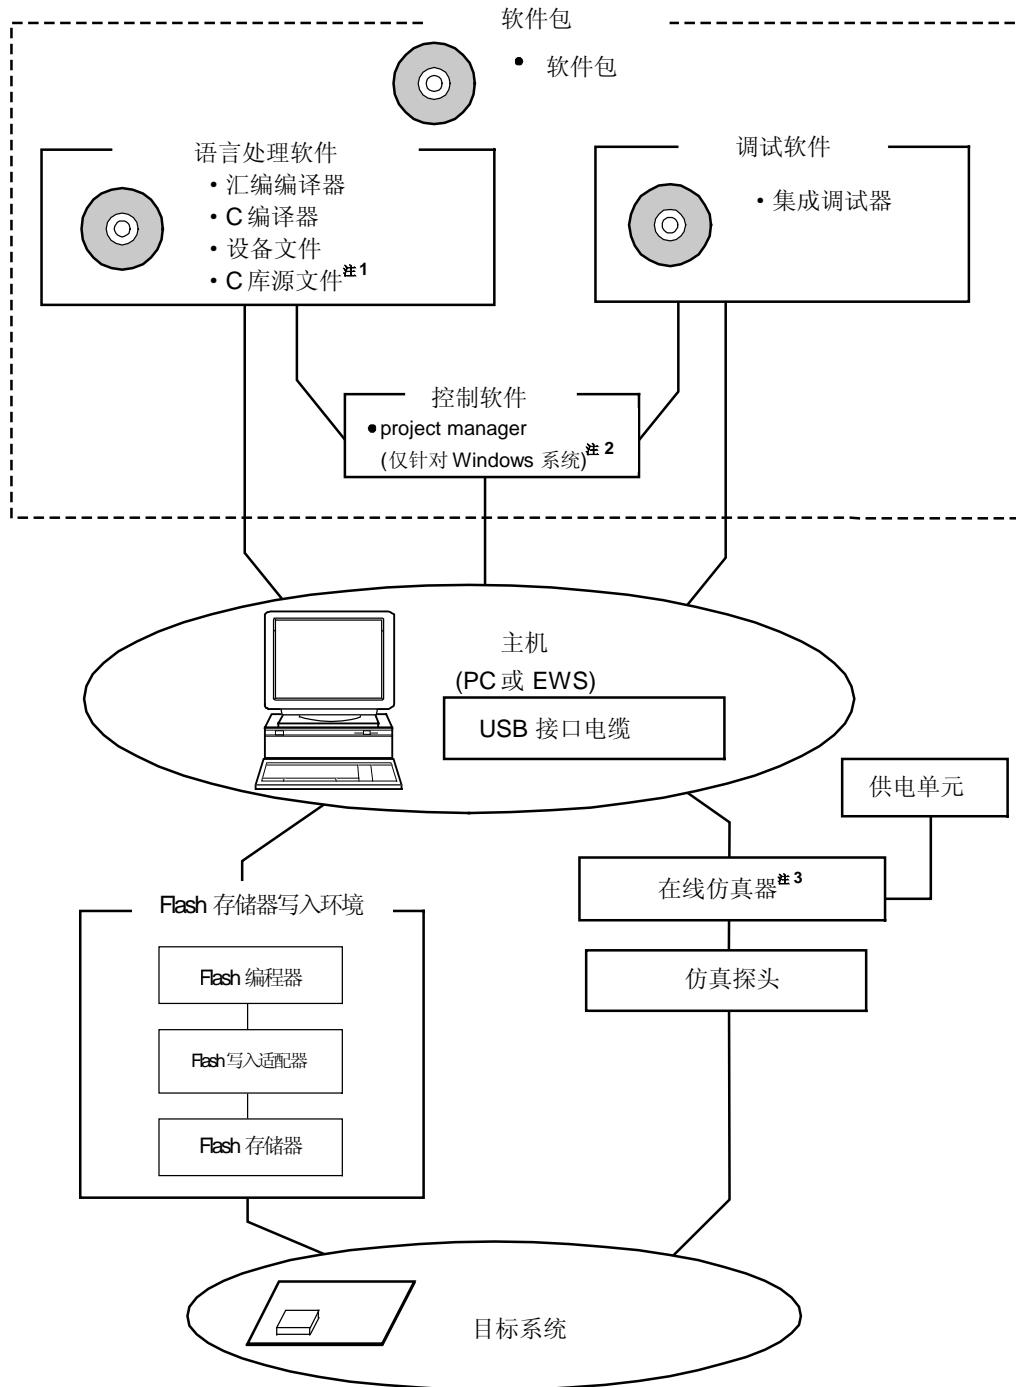 软件包
• 软件包
语言处理软件
・汇编编译器
・C 编译器
・设备文件
・C 库源文件注 1
调试软件
・集成调试器
控制软件
●project manager
(仅针对 Windows 系统)注 2
主机
(PC 或 EWS)
USB 接口电缆
供电单元
在线仿真器注 3
仿真探头
Flash 存储器写入环境
Flash 编程器
Flash 写入适配器
Flash 存储器
目标系统